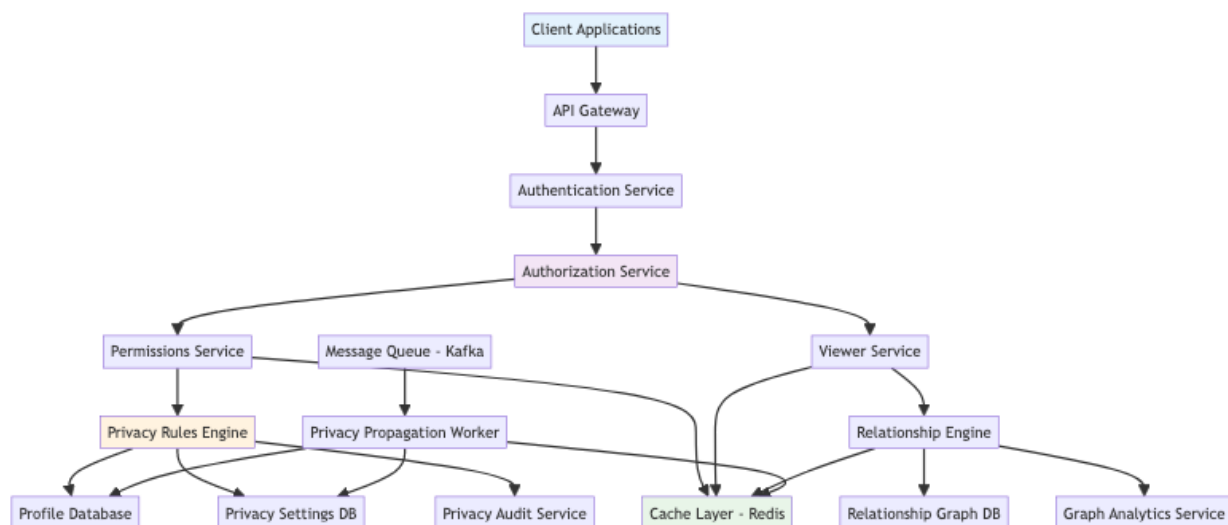 Client Applications
API Gateway
Authentication Service
Authorization Service
Permissions Service
Message Queue - Kafka
Viewer Service
Privacy Rules Engine
Privacy Propagation Worker
Relationship Engine
Profile Database
Privacy Settings DB
Privacy Audit Service
Cache Layer - Redis
Relationship Graph DB
Graph Analytics Service